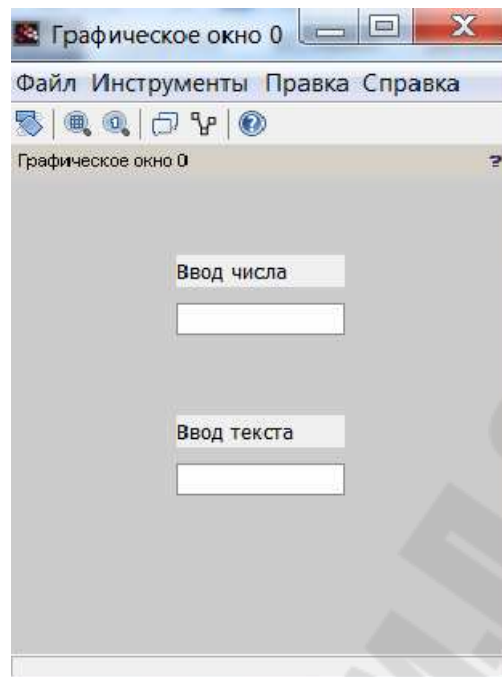 Графическое окно 0
Файл Инструменты Правка Справка
Графическое окно 0 ?
Ввод числа
Ввод текста